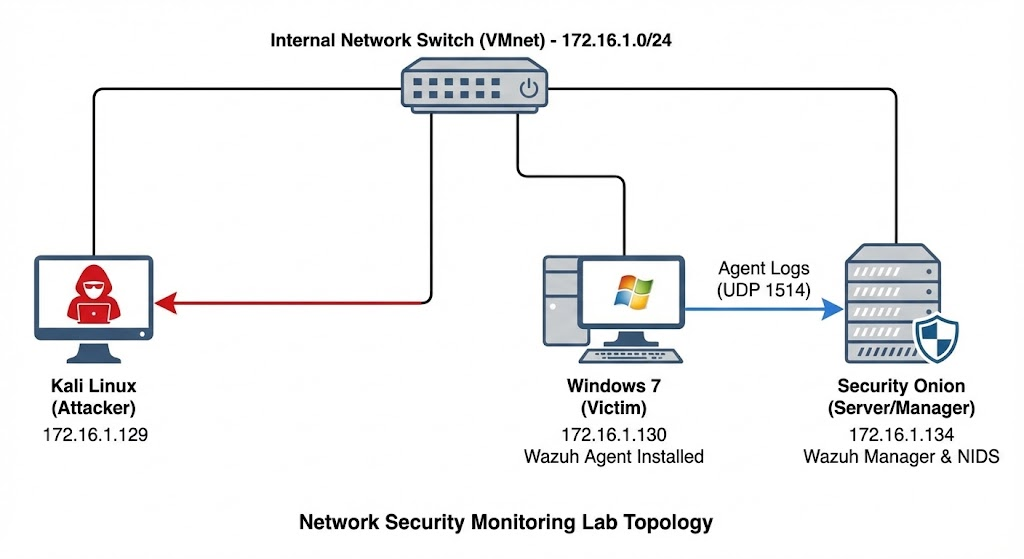 Internal Network Switch (VMnet) - 172.16.1.0/24
Agent Logs
(UDP 1514)
Kali Linux
(Attacker)
172.16.1.129
Windows 7
(Victim)
172.16.1.130
Wazuh Agent Installed
Security Onion
(Server/Manager)
172.16.1.134
Wazuh Manager & NIDS
Network Security Monitoring Lab Topology